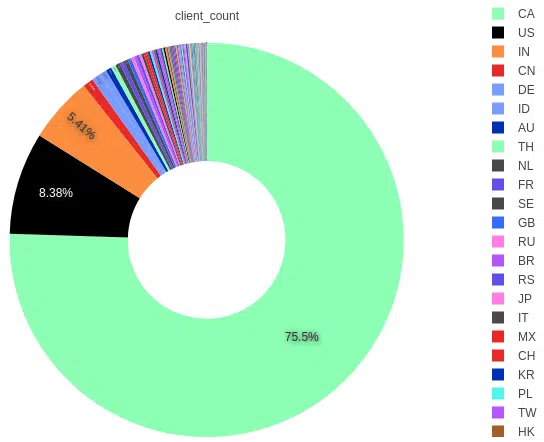 client_count
CA
US
IN
CN
DE
ID
AU
TH
NL
FR
SE
GB
RU
BR
RS
JP
IT
MX
CH
KR
PL
TW
HK
5.41%
8.38%
75.5%